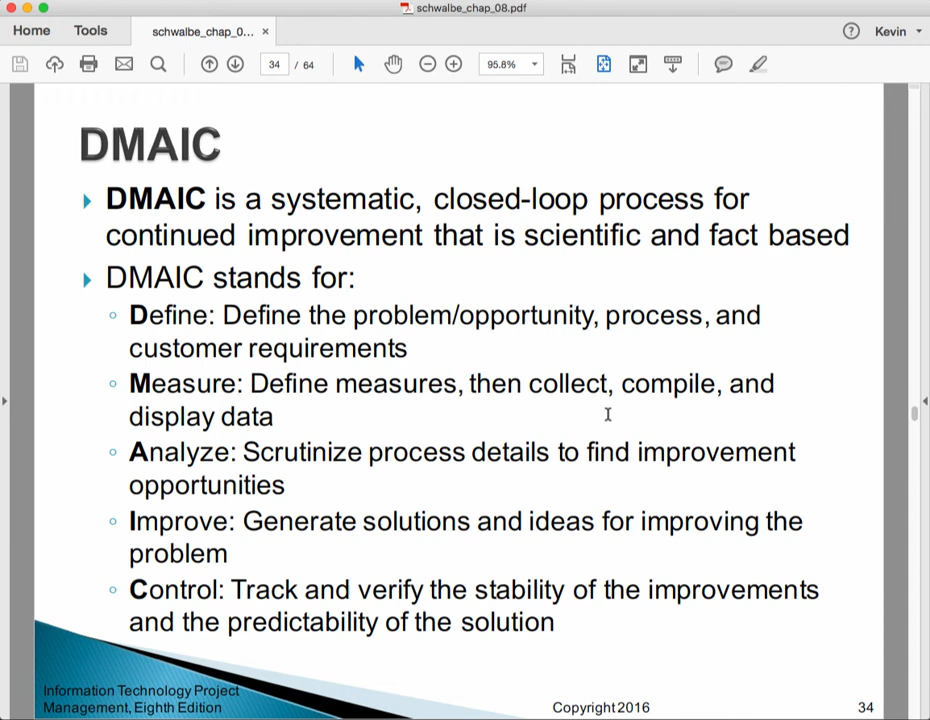 schwalbe_chap_08.pdf
Home Tools schwalbe_chap_0... × ? Kevin
34 / 64 95.8%
DMAIC
DMAIC is a systematic, closed-loop process for
continued improvement that is scientific and fact based
DMAIC stands for:
Define: Define the problem/opportunity, process, and
customer requirements
Measure: Define measures, then collect, compile, and
display data
Analyze: Scrutinize process details to find improvement
opportunities
Improve: Generate solutions and ideas for improving the
problem
Control: Track and verify the stability of the improvements
and the predictability of the solution
Information Technology Project
Management, Eighth Edition Copyright 2016 34